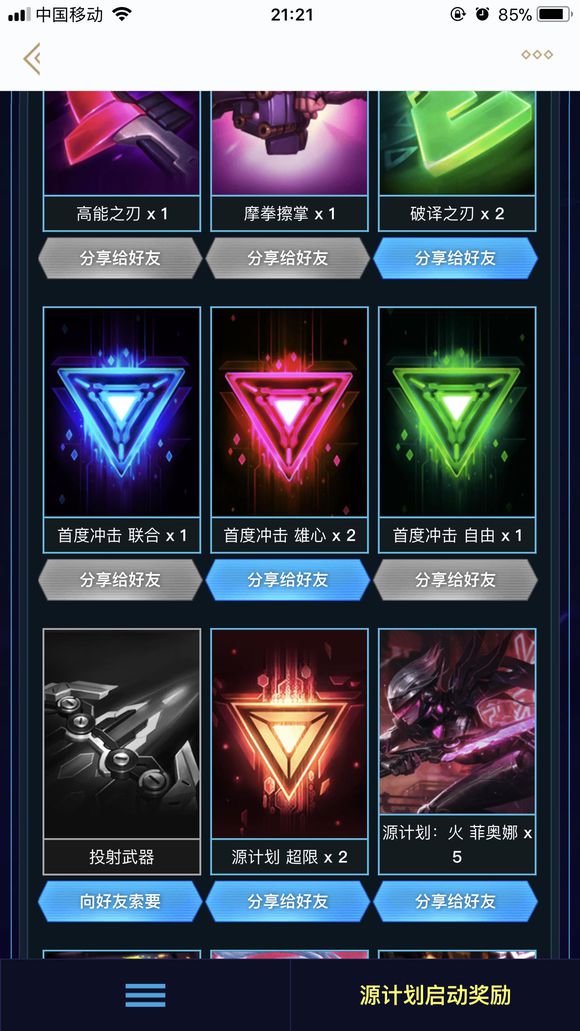 中国移动 21:21 85%
高能之刃 x 1
摩拳擦掌 x 1
破译之刃 x 2
分享给好友
分享给好友
分享给好友
首度冲击 联合 x 1
首度冲击 雄心 x 2
首度冲击 自由 x 1
分享给好友
分享给好友
分享给好友
投射武器
源计划 超限 x 2
源计划：火 菲奥娜 x
5
向好友索要
分享给好友
分享给好友
源计划启动奖励